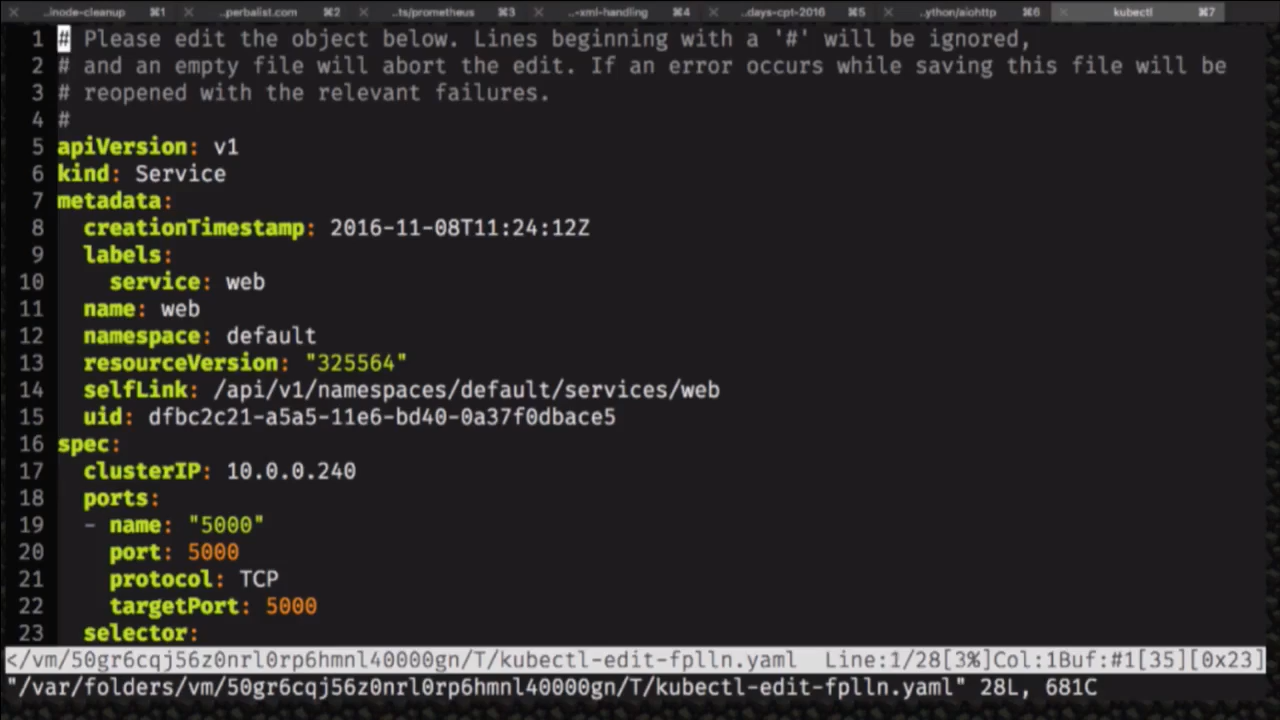 ..inode-cleanup ⌘1 ..perbalist.com ⌘2 ..ts/prometheus ⌘3 ..-xml-handling ⌘4 ..days-cpt-2016 ⌘5 ..ython/aiohttp ⌘6 kubectl ⌘7
1 # Please edit the object below. Lines beginning with a '#' will be ignored,
2 # and an empty file will abort the edit. If an error occurs while saving this file will be
3 # reopened with the relevant failures.
4 #
5 apiVersion: v1
6 kind: Service
7 metadata:
8 creationTimestamp: 2016-11-08T11:24:12Z
9 labels:
10 service: web
11 name: web
12 namespace: default
13 resourceVersion: "325564"
14 selfLink: /api/v1/namespaces/default/services/web
15 uid: dfbc2c21-a5a5-11e6-bd40-0a37f0dbace5
16 spec:
17 clusterIP: 10.0.0.240
18 ports:
19 - name: "5000"
20 port: 5000
21 protocol: TCP
22 targetPort: 5000
23 selector:
</vm/50gr6cqj56z0nrl0rp6hmnl40000gn/T/kubectl-edit-fplln.yaml Line:1/28[3%]Col:1Buf:#1[35][0x23]
"/var/folders/vm/50gr6cqj56z0nrl0rp6hmnl40000gn/T/kubectl-edit-fplln.yaml" 28L, 681C